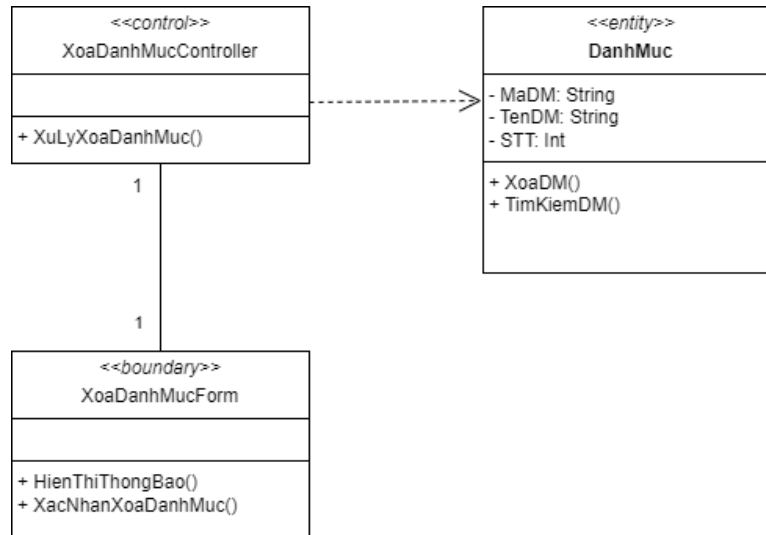 <<control>>
XoaDanhMucController
+ XuLyXoaDanhMuc()
<<entity>>
DanhMuc
- MaDM: String
- TenDM: String
- STT: Int
+ XoaDM()
+ TimKiemDM()
1
1
<<boundary>>
XoaDanhMucForm
+ HienThiThongBao()
+ XacNhanXoaDanhMuc()